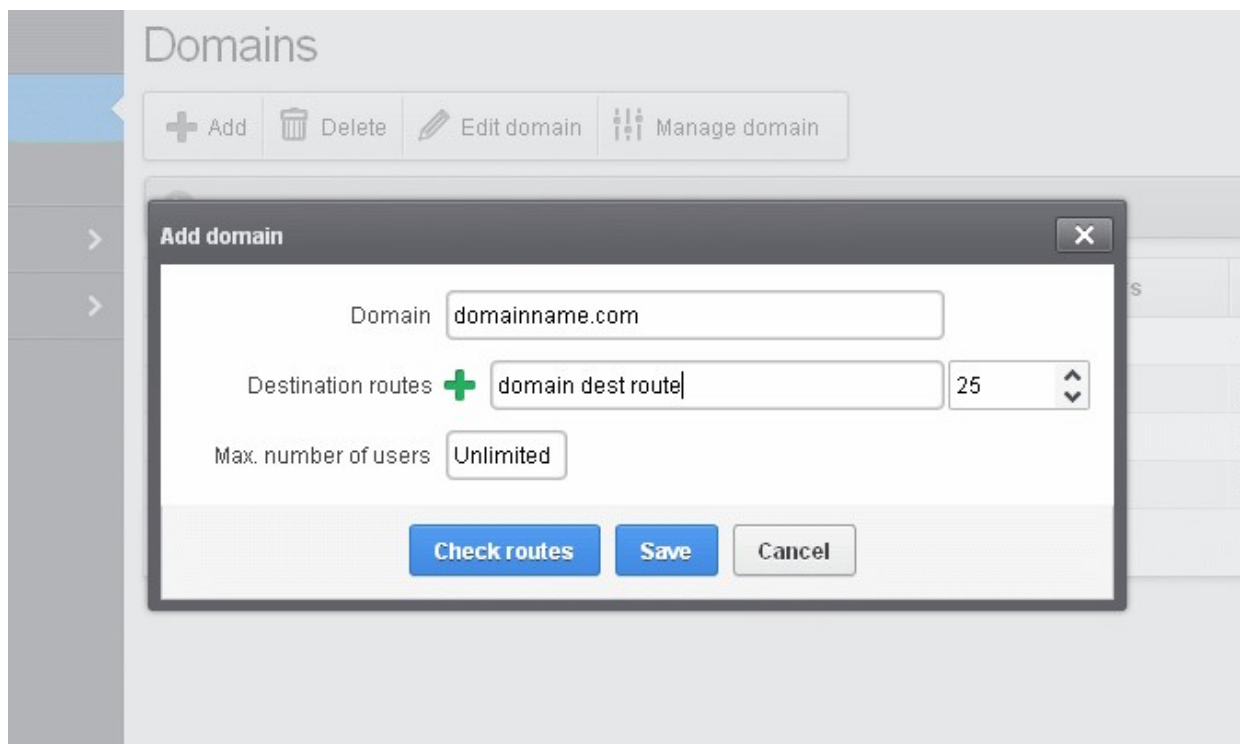 Domains
Add Delete Edit domain Manage domain
Add domain
s
Domain domainname.com
Destination routes domain dest route 25
Max. number of users Unlimited
Check routes Save Cancel